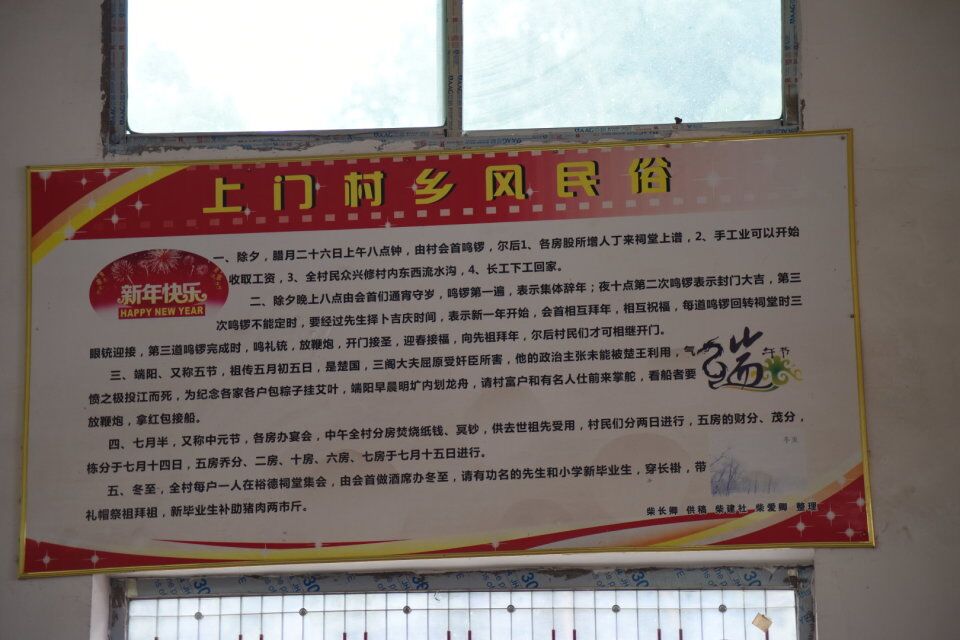 上门村乡风民俗
一、除夕，腊月二十六日上午八点钟，由村会首鸣锣，尔后1、各房股所增人丁来祠堂上谱，2、手工业可以开始
收取工资，3、全村民众兴修村内东西流水沟，4、长工下工回家。
新年快乐
HAPPY NEW YEAR
二、除夕晚上八点由会首们通宵守岁，鸣锣第一遍，表示集体辞年；夜十点第二次鸣锣表示封门大吉，第三
次鸣锣不能定时，要经过先生择卜吉庆时间，表示新一年开始，会首相互拜年，相互祝福，每道鸣锣回转祠堂时三
眼铳迎接，第三道鸣锣完成时，鸣礼铳，放鞭炮，开门接圣，迎春接福，向先祖拜年，尔后村民们才可相继开门。
三、端阳、又称五节，祖传五月初五日，是楚国，三阁大夫屈原受奸臣所害，他的政治主张未能被楚王利用，气
愤之极投江而死，为纪念各家各户包粽子挂艾叶，端阳早晨明圹内划龙舟，请村富户和有名人仕前来掌舵，看船者要
放鞭炮，拿红包接船。
端
午节
四、七月半，又称中元节，各房办宴会，中午全村分房焚烧纸钱、冥钞，供去世祖先受用，村民们分两日进行，五房的财分、茂分，
栋分于七月十四日，五房乔分、二房、十房、六房、七房于七月十五日进行。
冬至
五、冬至，全村每户一人在裕德祠堂集会，由会首做酒席办冬至，请有功名的先生和小学新毕业生，穿长褂，带
礼帽祭祖拜祖，新毕业生补助猪肉两市斤。
柴长卿 供稿 柴建社 柴爱卿 整理